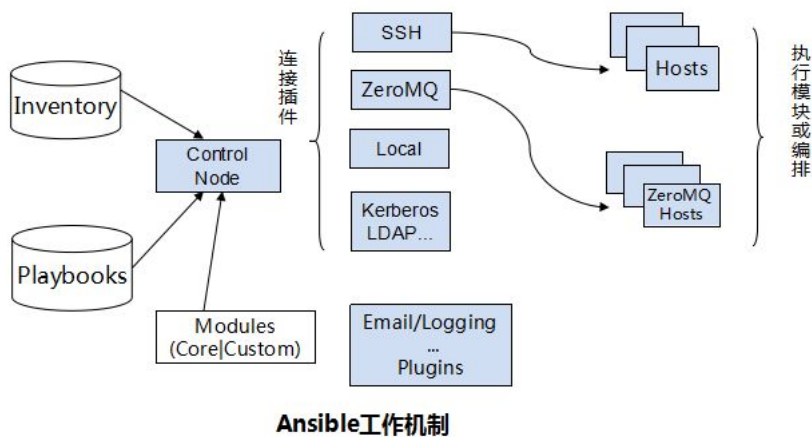 Inventory
Playbooks
Control
Node
Modules
(Core|Custom)
连接插件
SSH
ZeroMQ
Local
Kerberos
LDAP...
Email/Logging
...
Plugins
Hosts
ZeroMQ
Hosts
执行模块或编排
Ansible工作机制